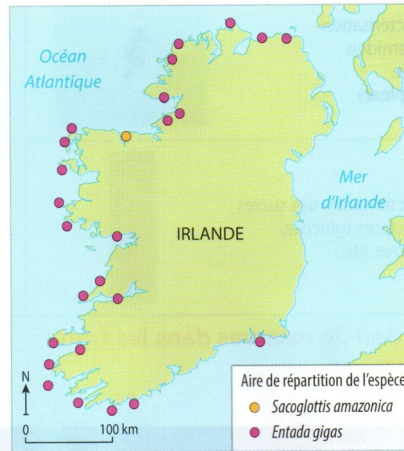 Océan
Atlantique
Mer
d'Irlande
IRLANDE
N
0 100 km
Aire de répartition de l'espèce
Sacoglottis amazonica
Entada gigas